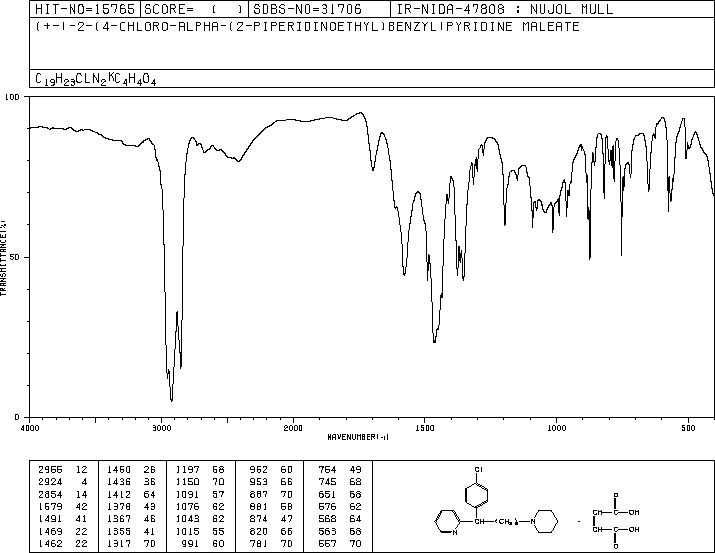 HIT-NO=15765 SCORE= ( ) SDBS-NO=31706 IR-NIDA-47808 : NUJOL MULL
(+-)-2-(4-CHLORO-ALPHA-(2-PIPERIDINOETHYL)BENZYL)PYRIDINE MALEATE
C19H23CLN2*C4H4O4
100
50
0
TRANSMITTANCE(%)
4000 3000 2000 1500 1000 500
WAVENUMBER(-1)
2955 12 1460 26 1197 58 962 60 754 49
2924 4 1436 36 1150 70 953 66 745 68
2854 14 1412 64 1091 57 887 70 651 68
1579 42 1378 43 1076 62 881 58 576 62
1491 41 1367 46 1043 62 874 47 568 64
1469 22 1355 41 1015 55 820 66 563 68
1462 22 1317 70 991 60 781 70 557 70
Cl
N
CH
CH2
N
O
OH
OH
O